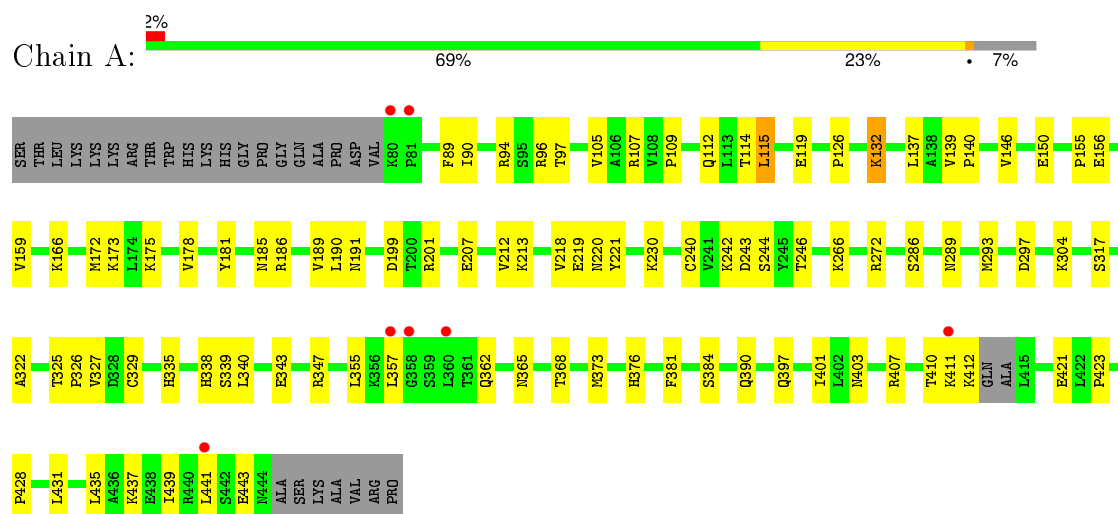 2%
Chain A:
69% 23% • 7%
SER THR LEU LYS LYS LYS ARG THR TRP HIS LYS HIS GLY PRO GLY GLN ALA PRO ASP VAL K80 P81 F89 I90 R94 S95 R96 T97 V105 A106 R107 V108 P109 Q112 L113 T114 L115 E119 P126 K132 L137 A138 V139 P140 V146 E150 P155 E156
V159 K166 M172 K173 L174 K175 V178 Y181 N185 R186 V189 L190 N191 D199 T200 R201 E207 V212 K213 V218 E219 N220 Y221 K230 C240 V241 K242 D243 S244 Y245 T246 K266 R272 S286 N289 M293 D297 K304 S317
A322 T325 P326 V327 D328 C329 H335 H338 S339 L340 E343 R347 L355 K356 L357 G358 S359 L360 T361 Q362 N365 T368 M373 H376 F381 S384 Q390 Q397 I401 L402 N403 R407 T410 K411 K412 GLN ALA L415 E421 L422 P423
P428 L431 L435 A436 K437 E438 I439 R440 L441 S442 E443 N444 ALA SER LYS ALA VAL ARG PRO